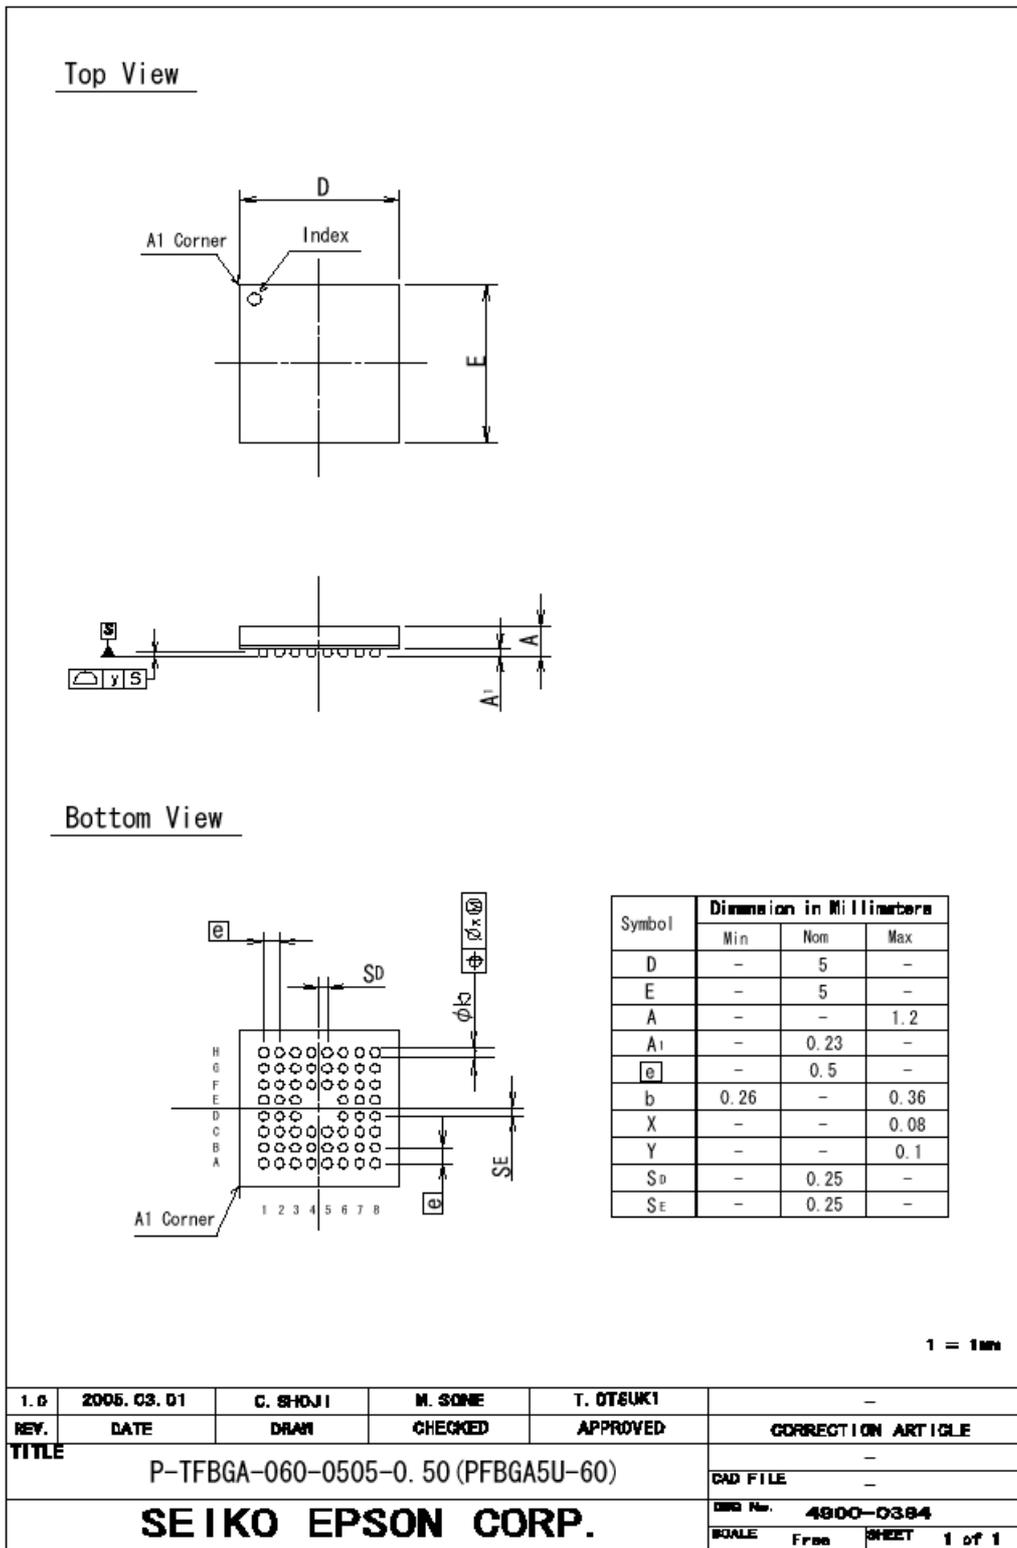 Top View
D
A1 Corner
Index
E
S
A
y S
A1
Bottom View
e
Øx Ⓜ
SD
Øb
H
G
F
E
D
C
B
A
SE
e
1 2 3 4 5 6 7 8
A1 Corner
Symbol Dimension in Millimeters
Min Nom Max
D - 5 -
E - 5 -
A - - 1.2
A1 - 0.23 -
e - 0.5 -
b 0.26 - 0.36
X - - 0.08
Y - - 0.1
SD - 0.25 -
SE - 0.25 -
1 = 1mm
1.0 2005.03.01 C. SHOJI M. SONE T. OTSUKI -
REV. DATE DRAW CHECKED APPROVED CORRECTION ARTICLE
TITLE
P-TFBGA-060-0505-0.50(PFBGA5U-60)
-
CAD FILE -
SEIKO EPSON CORP.
DWG No. 4900-0384
SCALE Free SHEET 1 of 1